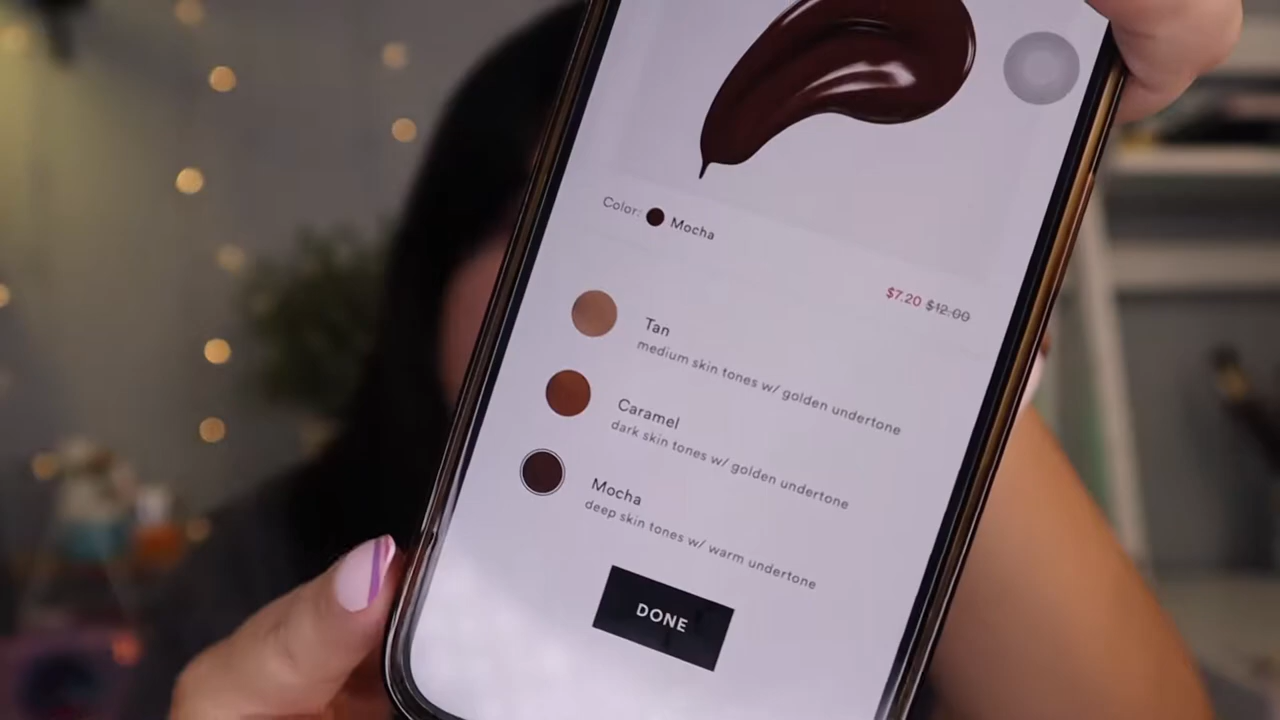 Color: Mocha
$7.20 $12.00
Tan
medium skin tones w/ golden undertone
Caramel
dark skin tones w/ golden undertone
Mocha
deep skin tones w/ warm undertone
DONE